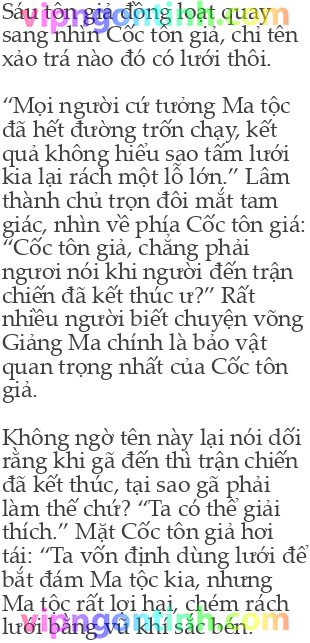 Sáu tôn giả đồng loạt quay
sang nhìn Cốc tôn giả, chỉ tên
xảo trá nào đó có lưới thôi.
“Mọi người cứ tưởng Ma tộc
đã hết đường trốn chạy, kết
quả không hiểu sao tấm lưới
kia lại rách một lỗ lớn.” Lâm
thành chủ trọn đôi mắt tam
giác, nhìn về phía Cốc tôn giá:
“Cốc tôn giả, chẳng phải
ngươi nói khi người đến trận
chiến đã kết thúc ư?” Rất
nhiều người biết chuyện võng
Giảng Ma chính là bảo vật
quan trọng nhất của Cốc tôn
giả.
Không ngờ tên này lại nói dối
rằng khi gã đến thì trận chiến
đã kết thúc, tại sao gã phải
làm thế chứ? “Ta có thể giải
thích.” Mặt Cốc tôn giả hơi
tái: “Ta vốn định dùng lưới để
bắt đám Ma tộc kia, nhưng
Ma tộc rất lợi hại, chém rách
lưới bằng vũ khí sắc bén.
vipngontinh.com
vipngontinh.com